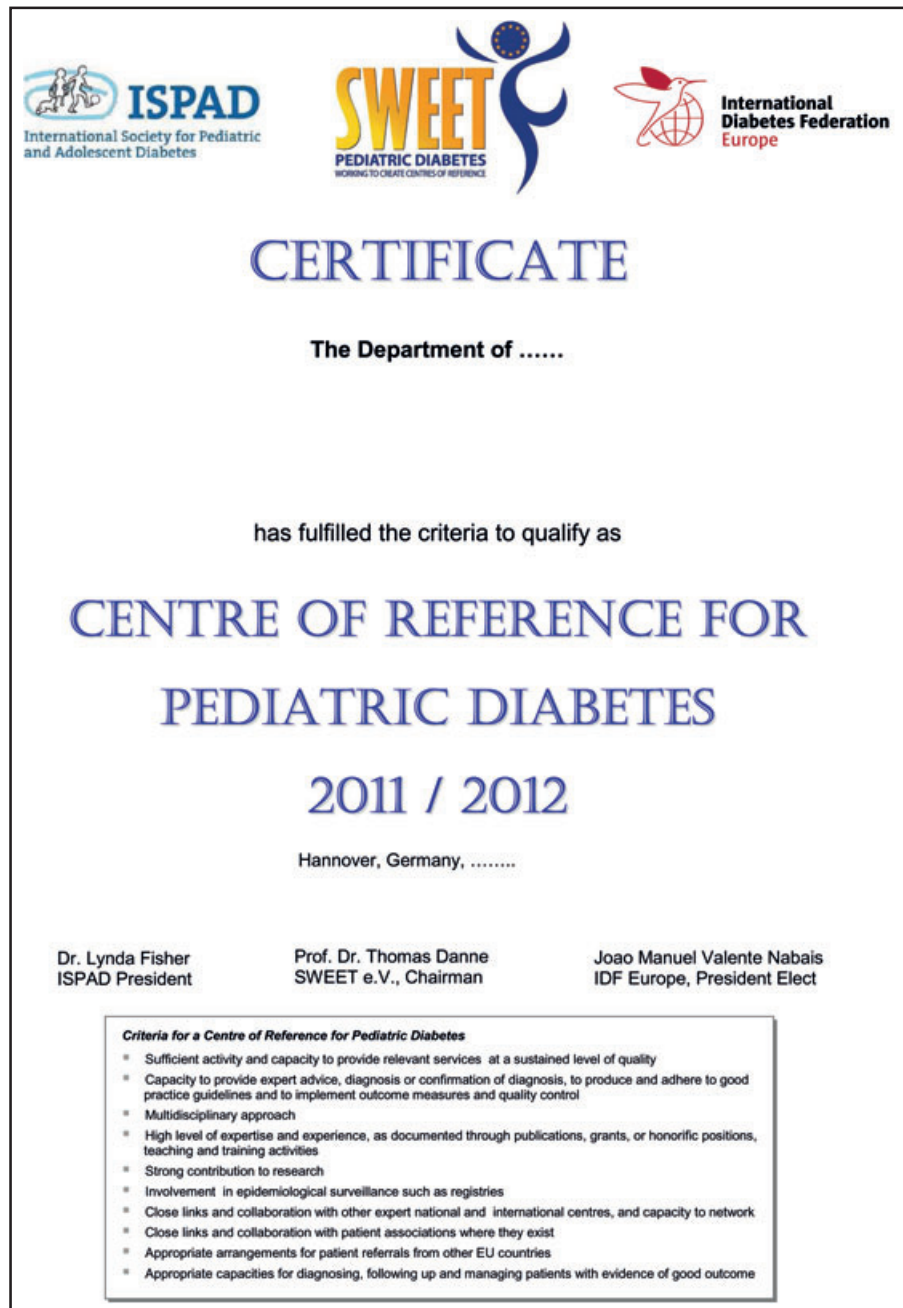 ISPAD
International Society for Pediatric
and Adolescent Diabetes
SWEET
PEDIATRIC DIABETES
WORKING TO CREATE CENTRES OF REFERENCE
International
Diabetes Federation
Europe
CERTIFICATE
The Department of ......
has fulfilled the criteria to qualify as
CENTRE OF REFERENCE FOR
PEDIATRIC DIABETES
2011 / 2012
Hannover, Germany, ........
Dr. Lynda Fisher
ISPAD President
Prof. Dr. Thomas Danne
SWEET e.V., Chairman
Joao Manuel Valente Nabais
IDF Europe, President Elect
Criteria for a Centre of Reference for Pediatric Diabetes
▪ Sufficient activity and capacity to provide relevant services at a sustained level of quality
▪ Capacity to provide expert advice, diagnosis or confirmation of diagnosis, to produce and adhere to good
practice guidelines and to implement outcome measures and quality control
▪ Multidisciplinary approach
▪ High level of expertise and experience, as documented through publications, grants, or honorific positions,
teaching and training activities
▪ Strong contribution to research
▪ Involvement in epidemiological surveillance such as registries
▪ Close links and collaboration with other expert national and international centres, and capacity to network
▪ Close links and collaboration with patient associations where they exist
▪ Appropriate arrangements for patient referrals from other EU countries
▪ Appropriate capacities for diagnosing, following up and managing patients with evidence of good outcome